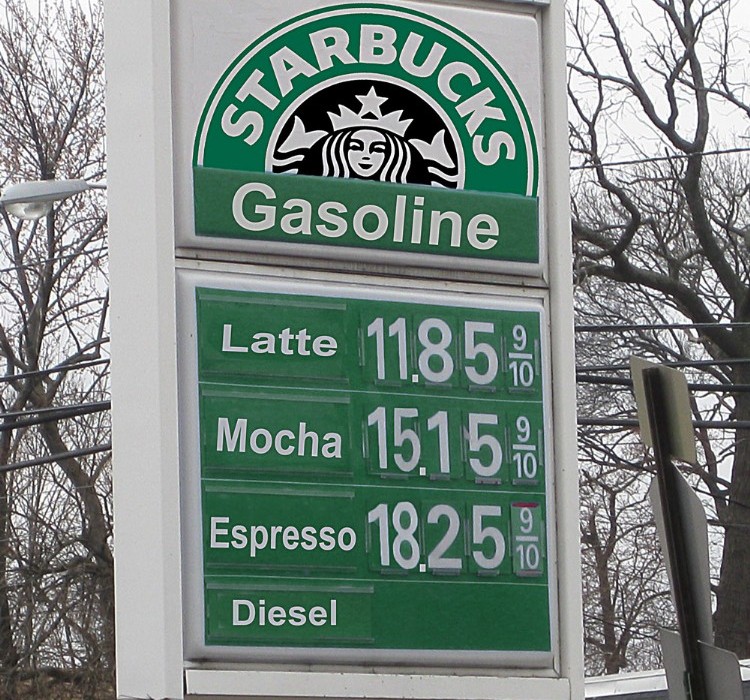 STARBUCKS
Gasoline
Latte 11.85 9/10
Mocha 15.15 9/10
Espresso 18.25 9/10
Diesel